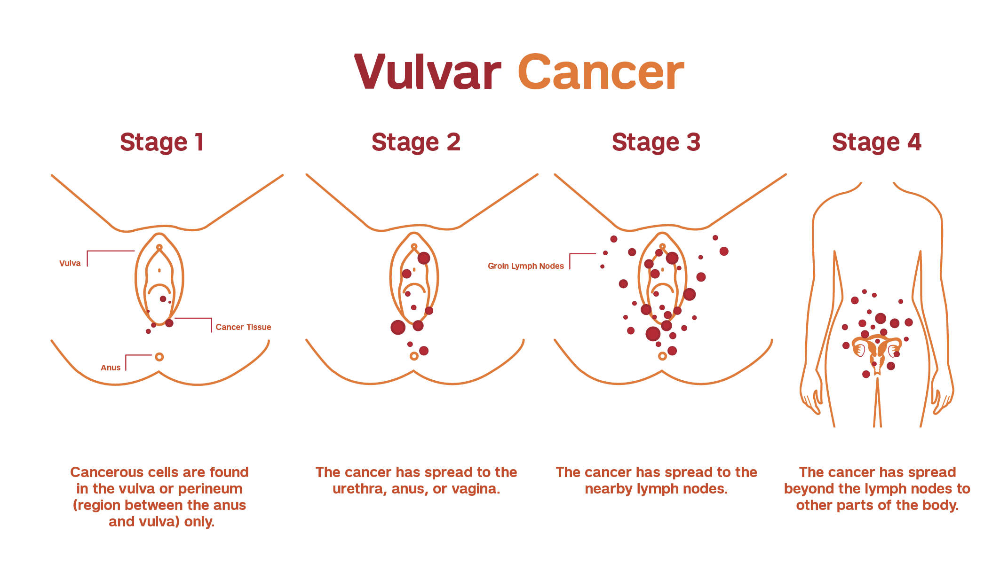 Vulvar Cancer
Stage 1
Stage 2
Stage 3
Stage 4
Vulva
Cancer Tissue
Anus
Groin Lymph Nodes
Cancerous cells are found
in the vulva or perineum
(region between the anus
and vulva) only.
The cancer has spread to the
urethra, anus, or vagina.
The cancer has spread to the
nearby lymph nodes.
The cancer has spread
beyond the lymph nodes to
other parts of the body.